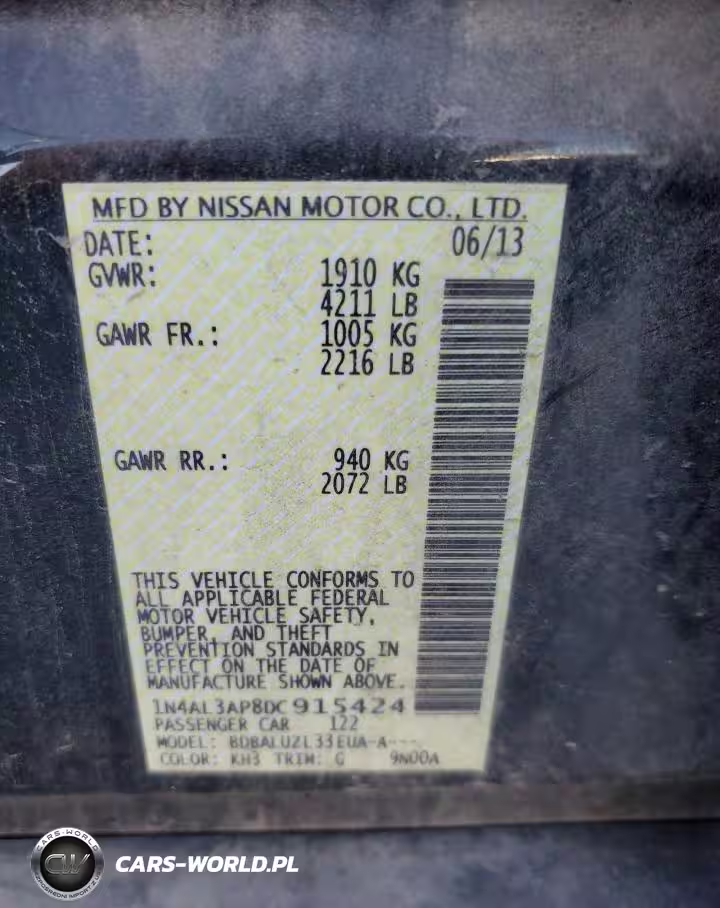 MFD BY NISSAN MOTOR CO., LTD.
DATE: 06/13
GVWR: 1910 KG
4211 LB
GAWR FR.: 1005 KG
2216 LB
GAWR RR.: 940 KG
2072 LB
THIS VEHICLE CONFORMS TO
ALL APPLICABLE FEDERAL
MOTOR VEHICLE SAFETY,
BUMPER, AND THEFT
PREVENTION STANDARDS IN
EFFECT ON THE DATE OF
MANUFACTURE SHOWN ABOVE.
1N4AL3AP8DC915424
PASSENGER CAR 122
MODEL: BDBALUZL33EUA-A---
COLOR: KH3 TRIM: G 9N00A
CARS-WORLD
CW
CARS-WORLD.PL